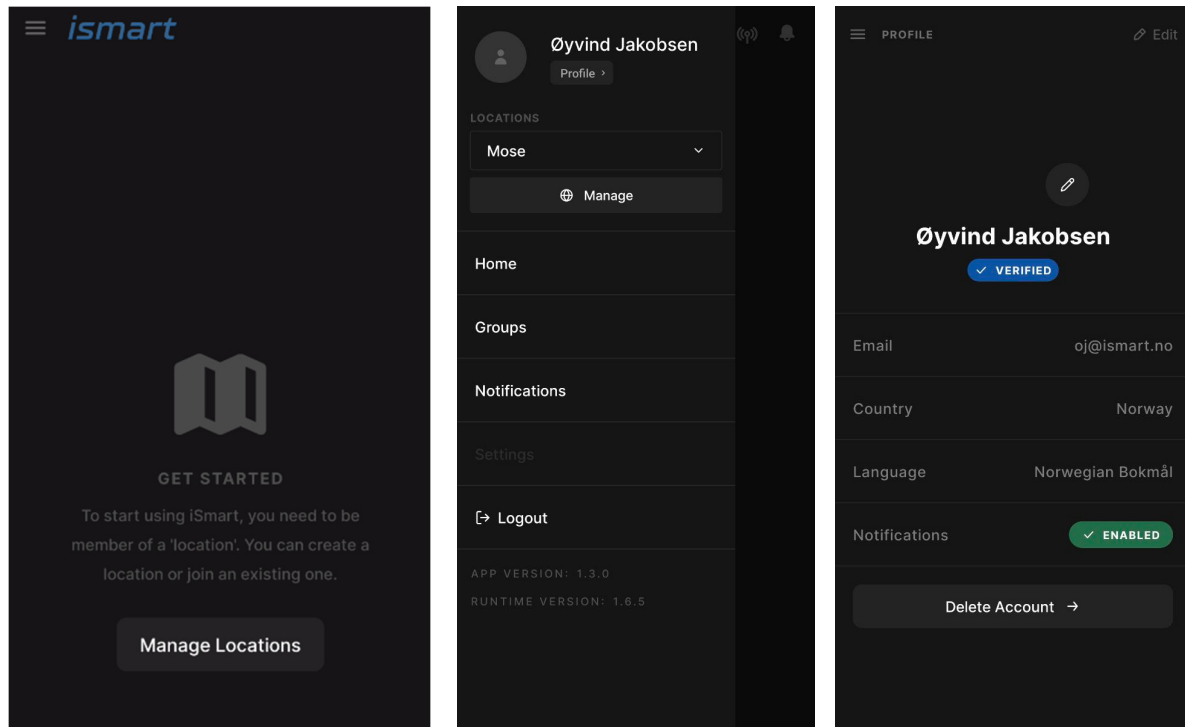 ismart
GET STARTED
To start using iSmart, you need to be
member of a 'location'. You can create a
location or join an existing one.
Manage Locations
Øyvind Jakobsen
Profile ›
LOCATIONS
Mose
Manage
Home
Groups
Notifications
Settings
Logout
APP VERSION: 1.3.0
RUNTIME VERSION: 1.6.5
PROFILE
Edit
Øyvind Jakobsen
VERIFIED
Email oj@ismart.no
Country Norway
Language Norwegian Bokmål
Notifications ENABLED
Delete Account →